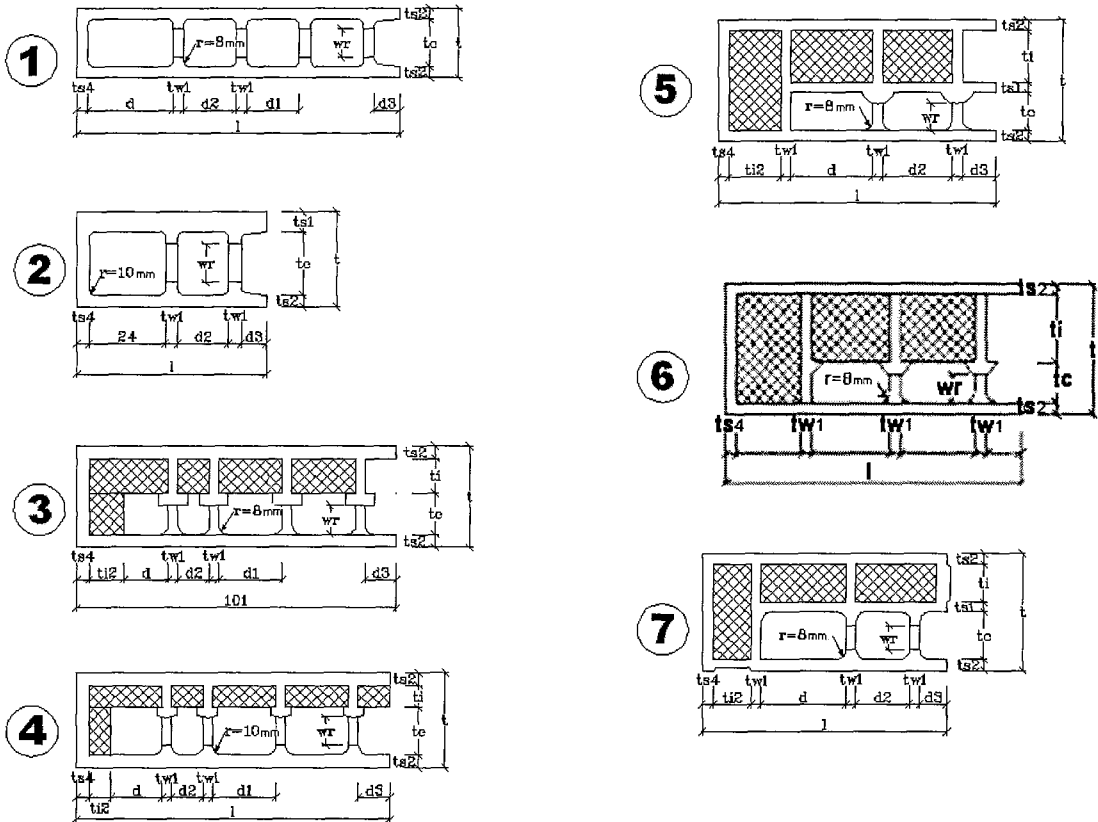 1
ts2
r=8mm
wr
tc
t
ts2
ts4 d tw1 d2 tw1 d1 d3
l
2
ts1
r=10mm
wr
tc
t
ts2
ts4 24 tw1 d2 tw1 d3
l
3
ts2
ti
r=8mm
wr
tc
ts2
ts4 ti2 d tw1 d2 tw1 d1 d3
101
4
ts2
r=10mm
wr
tc
ts2
ts4 d tw1 d2 tw1 d1 d3
ti2
l
5
ts2
ti
t
ts1
r=8mm
wr
tc
ts2
ts4 ti2 tw1 d tw1 d2 tw1 d3
l
6
ts2
ti
t
r=8mm
wr
tc
ts2
ts4 tw1 tw1 tw1
l
7
ts2
ti
ts1
t
r=8mm
wr
tc
ts2
ts4 ti2 tw1 d tw1 d2 tw1 d3
l